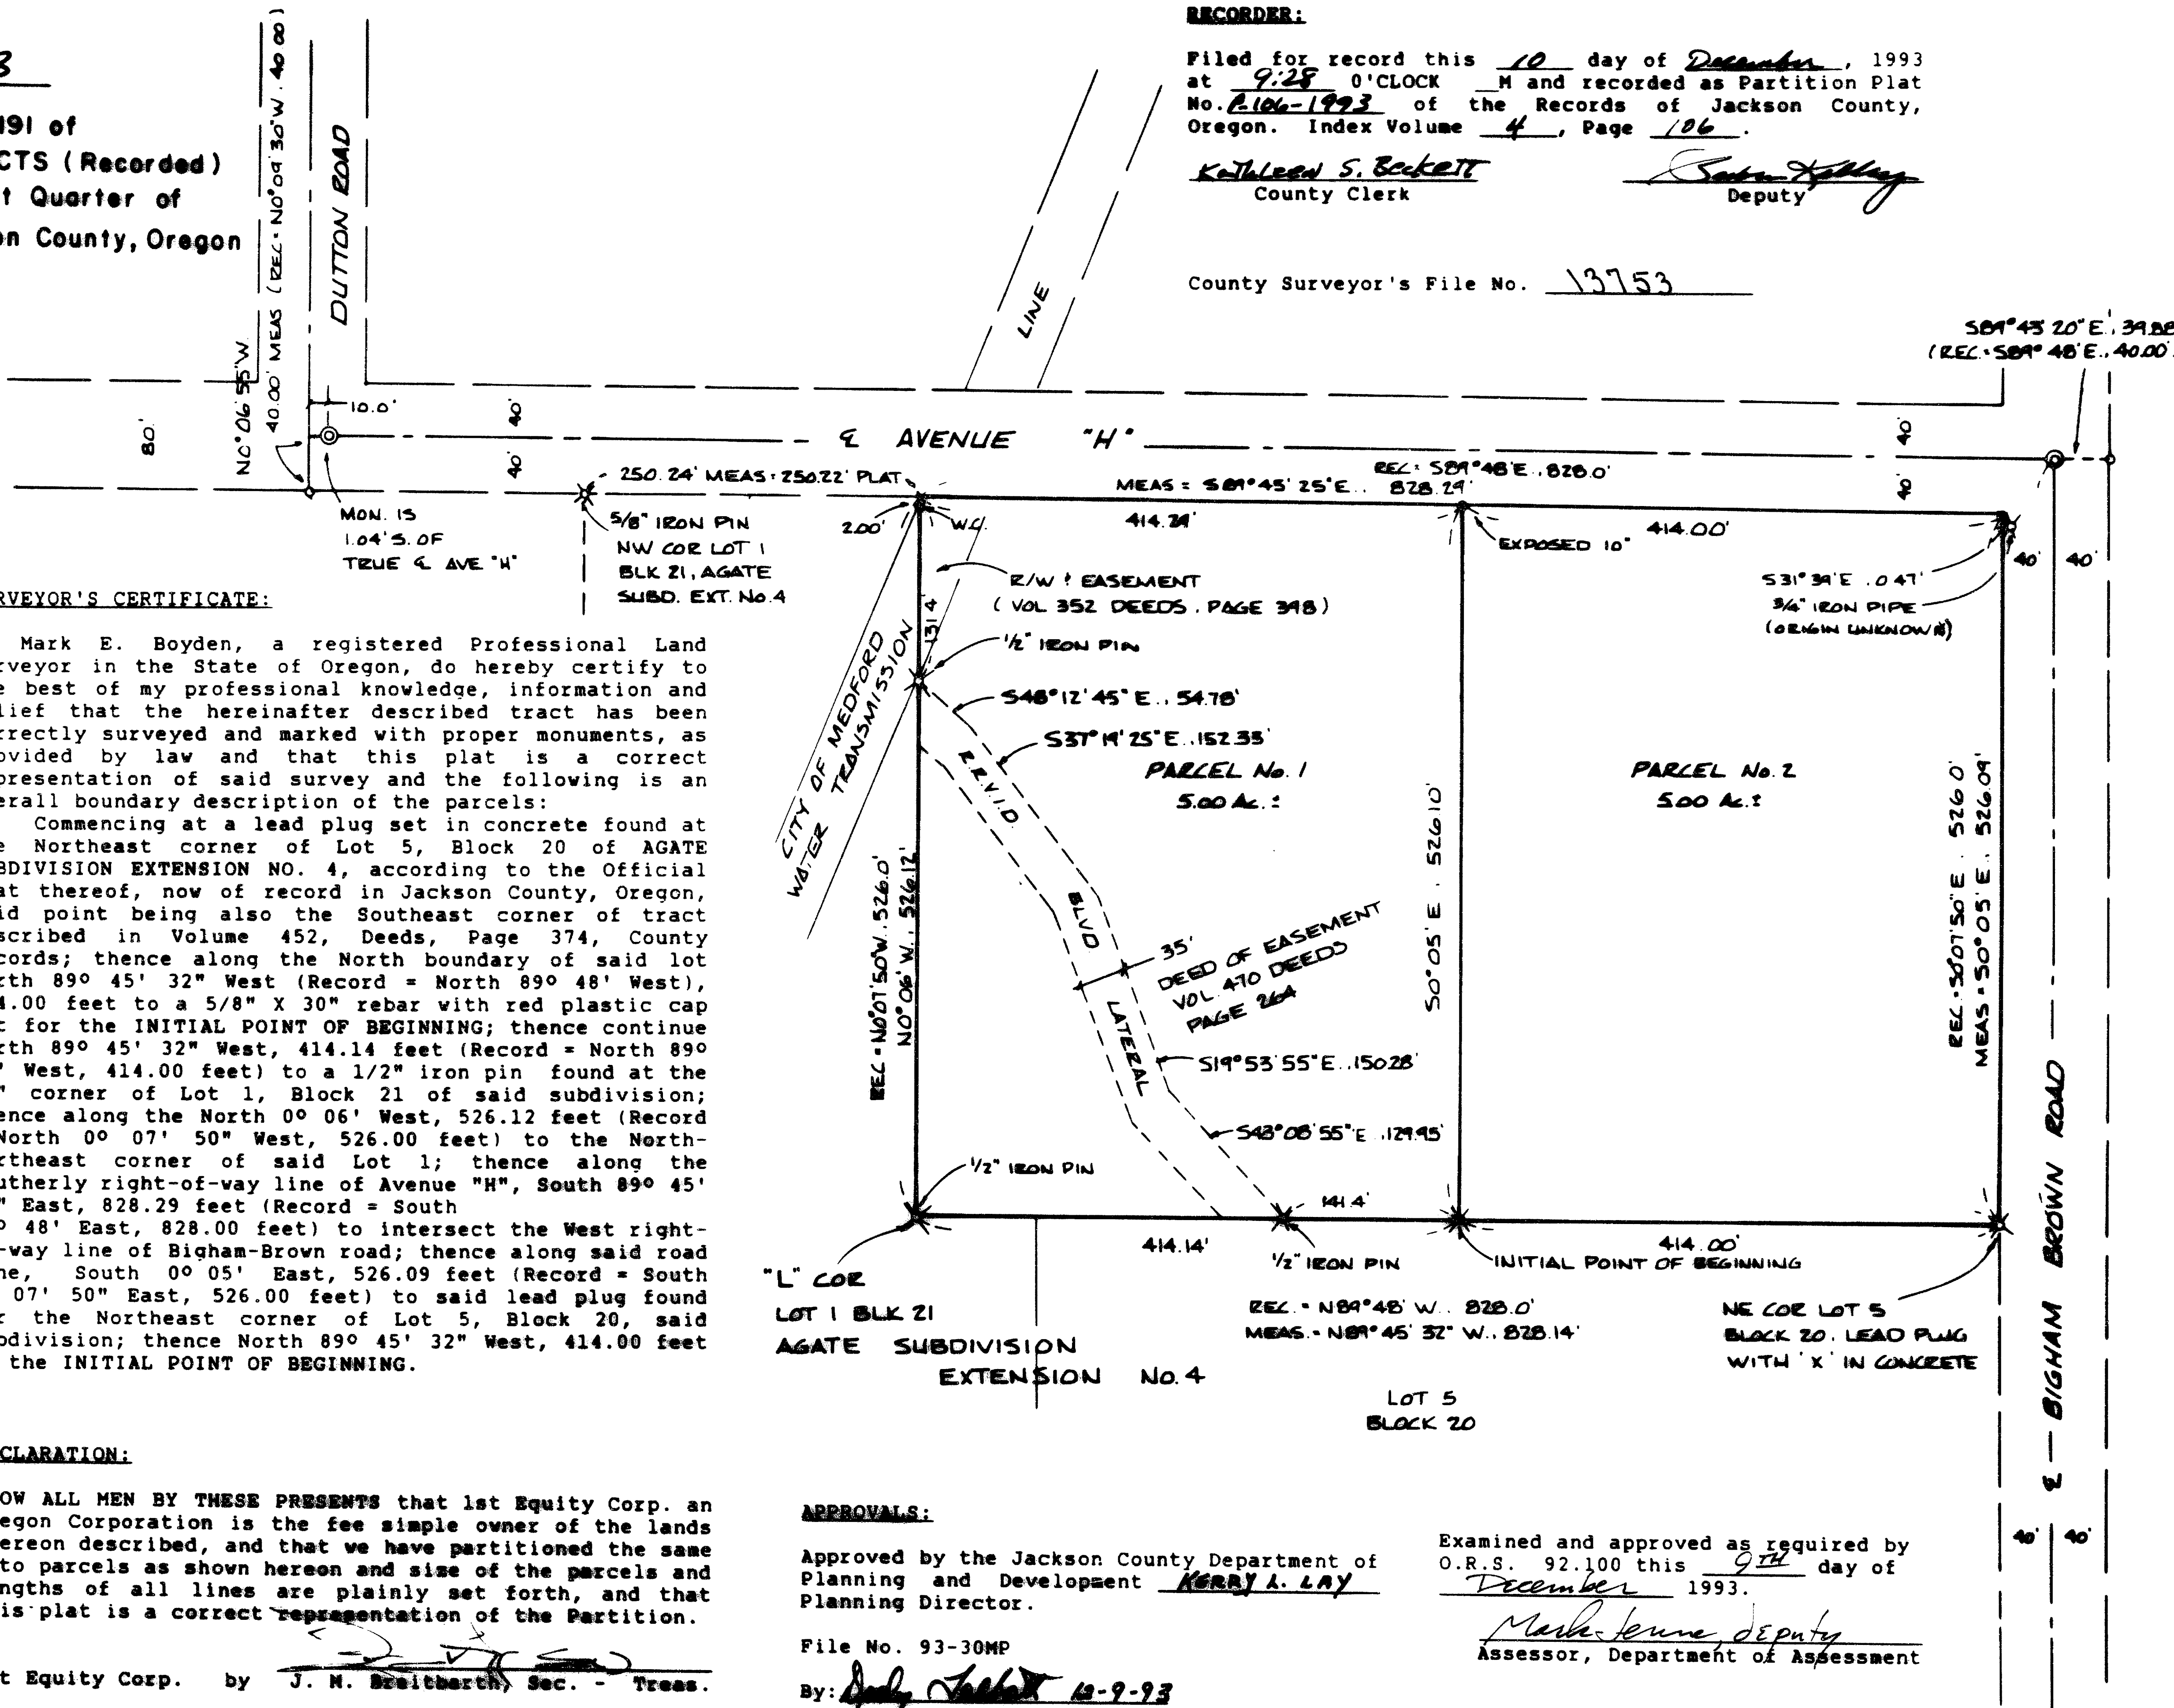 RECORDER:
Filed for record this 10 day of December, 1993
at 9:28 O'CLOCK __M and recorded as Partition Plat
No. P-106-1993 of the Records of Jackson County,
Oregon. Index Volume 4, Page 106.
Kathleen S. Beckett
County Clerk
Deputy
County Surveyor's File No. 13753
3
191 of
CTS (Recorded)
t Quarter of
on County, Oregon
N0°06'55"W.
40.00' MEAS (REC=N0°09'30"W. 40.00)
DUTTON ROAD
LINE
S89°43'20"E., 39.88
(REC.=S89°48'E., 40.00'
80'
10.0'
40'
40'
℄ AVENUE "H"
40'
40'
250.24' MEAS=250.22' PLAT
REC= S89°48'E., 828.0'
MEAS = S89°45'25"E.. 828.29'
MON. IS
1.04' S. OF
TRUE ℄ AVE "H"
5/8" IRON PIN
NW COR LOT 1
BLK 21, AGATE
SUBD. EXT. No.4
2.00'
W.C.
414.29'
EXPOSED 10"
414.00'
40' 40'
S31°39'E. 0.47'
3/4" IRON PIPE
(ORIGIN UNKNOWN)
R/W & EASEMENT
(VOL 352 DEEDS. PAGE 398)
131.4'
1/2" IRON PIN
CITY OF MEDFORD
WATER TRANSMISSION
S48°12'45"E., 54.78'
S37°19'25"E., 152.33'
R.R.V.I.D.
PARCEL No. 1
5.00 Ac.±
PARCEL No. 2
5.00 Ac.±
REC=N0°07'50"W., 526.0'
N0°06'W., 526.12'
BLVD
LATERAL
35'
DEED OF EASEMENT
VOL. 470 DEEDS
PAGE 264
S0°05'E. 526.10'
REC.=S0°07'50"E. 526.0'
MEAS=S0°05'E., 526.09'
S19°53'55"E., 150.28'
S43°08'55"E., 129.95'
1/2" IRON PIN
141.4'
414.14'
1/2" IRON PIN
INITIAL POINT OF BEGINNING
414.00'
"L" COR
LOT 1 BLK 21
AGATE SUBDIVISION
EXTENSION No. 4
REC.=N89°48'W.. 828.0'
MEAS.=N89°45'32"W., 828.14'
NE COR LOT 5
BLOCK 20. LEAD PLUG
WITH 'X' IN CONCRETE
LOT 5
BLOCK 20
℄ — BIGHAM BROWN ROAD
40' 40'
RVEYOR'S CERTIFICATE:
Mark E. Boyden, a registered Professional Land
rveyor in the State of Oregon, do hereby certify to
e best of my professional knowledge, information and
lief that the hereinafter described tract has been
rrectly surveyed and marked with proper monuments, as
ovided by law and that this plat is a correct
presentation of said survey and the following is an
erall boundary description of the parcels:
Commencing at a lead plug set in concrete found at
e Northeast corner of Lot 5, Block 20 of AGATE
BDIVISION EXTENSION NO. 4, according to the Official
at thereof, now of record in Jackson County, Oregon,
id point being also the Southeast corner of tract
scribed in Volume 452, Deeds, Page 374, County
cords; thence along the North boundary of said lot
rth 89º 45' 32" West (Record = North 89º 48' West),
4.00 feet to a 5/8" X 30" rebar with red plastic cap
t for the INITIAL POINT OF BEGINNING; thence continue
rth 89º 45' 32" West, 414.14 feet (Record = North 89º
' West, 414.00 feet) to a 1/2" iron pin found at the
" corner of Lot 1, Block 21 of said subdivision;
ence along the North 0º 06' West, 526.12 feet (Record
North 0º 07' 50" West, 526.00 feet) to the North-
rtheast corner of said Lot 1; thence along the
utherly right-of-way line of Avenue "H", South 89º 45'
" East, 828.29 feet (Record = South
º 48' East, 828.00 feet) to intersect the West right-
-way line of Bigham-Brown road; thence along said road
ne, South 0º 05' East, 526.09 feet (Record = South
07' 50" East, 526.00 feet) to said lead plug found
r the Northeast corner of Lot 5, Block 20, said
bdivision; thence North 89º 45' 32" West, 414.00 feet
the INITIAL POINT OF BEGINNING.
CLARATION:
OW ALL MEN BY THESE PRESENTS that 1st Equity Corp. an
egon Corporation is the fee simple owner of the lands
ereon described, and that we have partitioned the same
to parcels as shown hereon and size of the parcels and
ngths of all lines are plainly set forth, and that
is plat is a correct representation of the Partition.
t Equity Corp. by J. N. Breitbarth, Sec. - Treas.
APPROVALS:
Approved by the Jackson County Department of
Planning and Development KERRY L. LAY
Planning Director.
File No. 93-30MP
By: 12-9-93
Examined and approved as required by
O.R.S. 92.100 this 9TH day of
December 1993.
deputy
Assessor, Department of Assessment